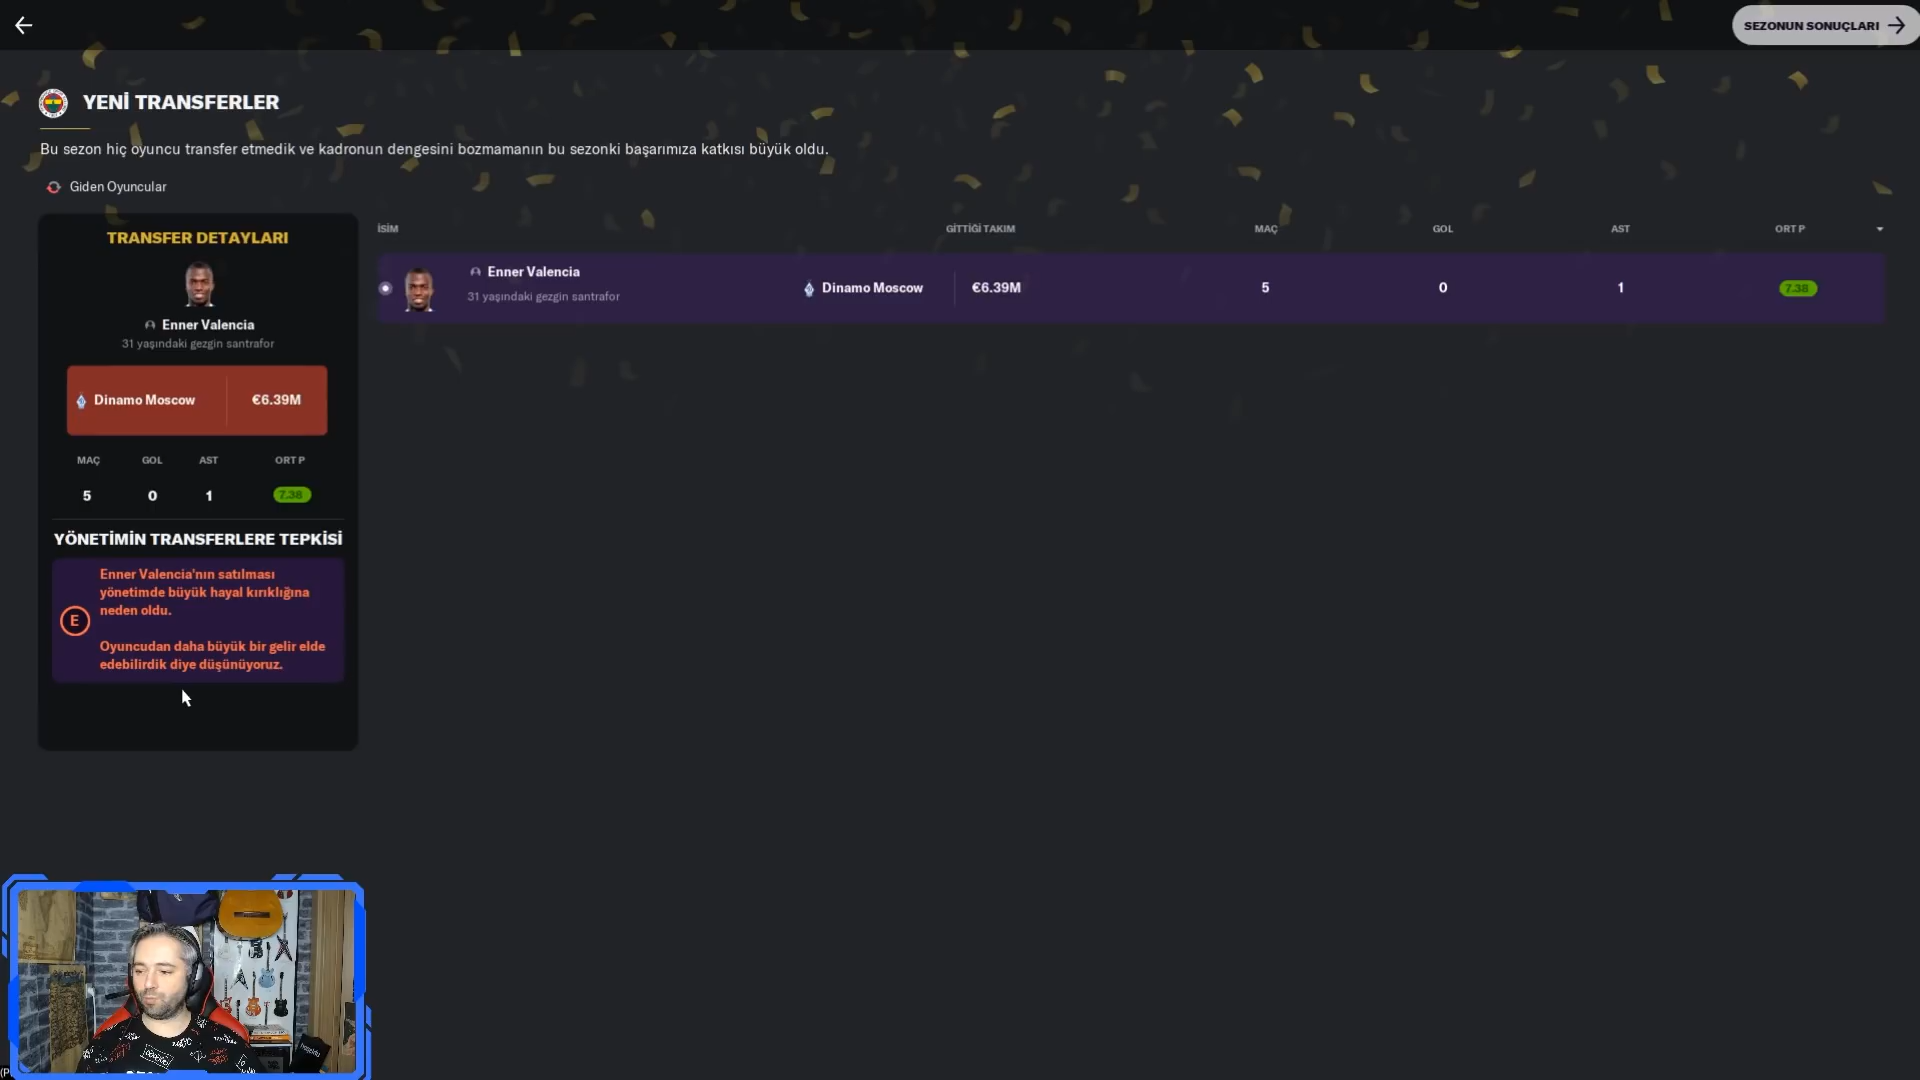 SEZONUN SONUÇLARI
YENİ TRANSFERLER
Bu sezon hiç oyuncu transfer etmedik ve kadronun dengesini bozmamanın bu sezonki başarımıza katkısı büyük oldu.
Giden Oyuncular
TRANSFER DETAYLARI
Enner Valencia
31 yaşındaki gezgin santrafor
Dinamo Moscow €6.39M
MAÇ GOL AST ORT P
5 0 1 7.38
YÖNETİMİN TRANSFERLERE TEPKİSİ
E
Enner Valencia'nın satılması
yönetimde büyük hayal kırıklığına
neden oldu.
Oyuncudan daha büyük bir gelir elde
edebilirdik diye düşünüyoruz.
İSİM GİTTİĞİ TAKIM MAÇ GOL AST ORT P
Enner Valencia
31 yaşındaki gezgin santrafor
Dinamo Moscow €6.39M 5 0 1 7.38